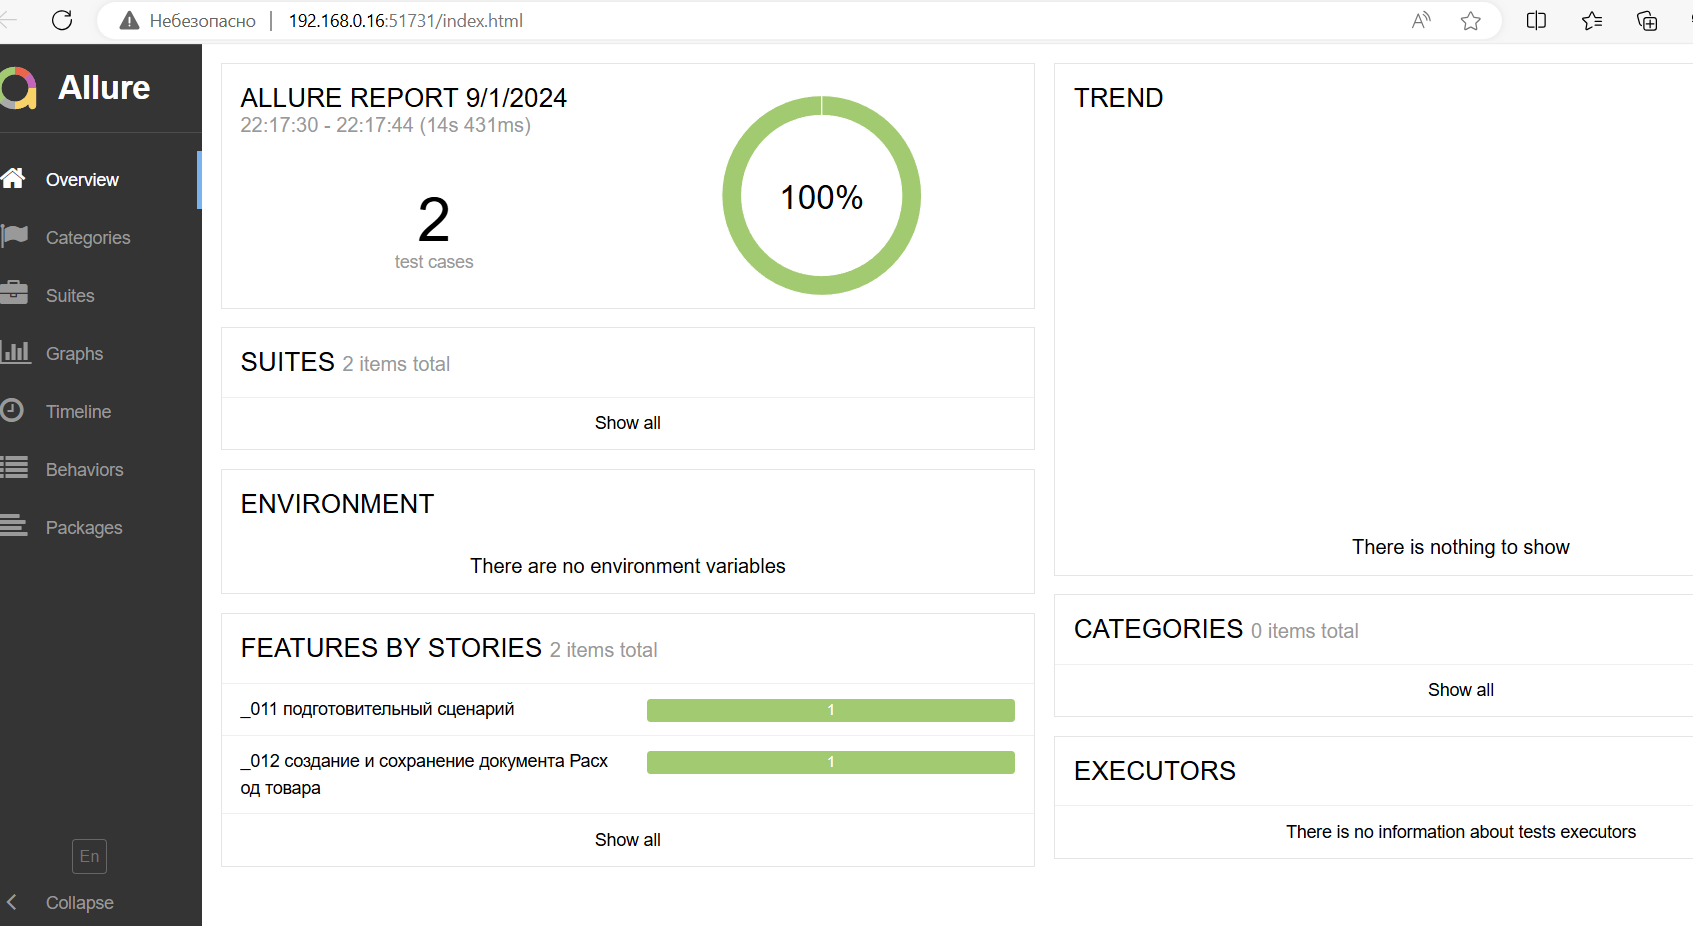 Небезопасно 192.168.0.16:51731/index.html
Allure
Overview
Categories
Suites
Graphs
Timeline
Behaviors
Packages
En
Collapse
ALLURE REPORT 9/1/2024
22:17:30 - 22:17:44 (14s 431ms)
2
test cases
100%
SUITES 2 items total
Show all
ENVIRONMENT
There are no environment variables
FEATURES BY STORIES 2 items total
_011 подготовительный сценарий
1
_012 создание и сохранение документа Расх
од товара
1
Show all
TREND
There is nothing to show
CATEGORIES 0 items total
Show all
EXECUTORS
There is no information about tests executors